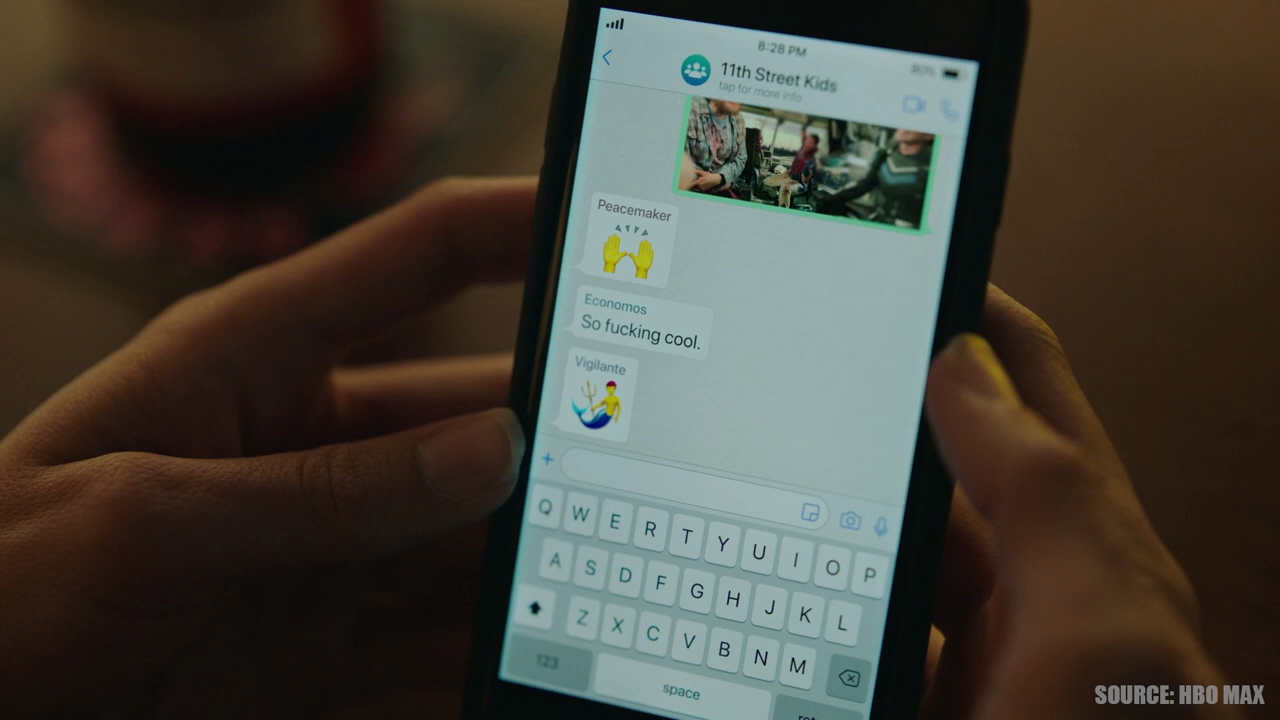 8:28 PM
80%
11th Street Kids
tap for more info
Peacemaker
Economos
So fucking cool.
Vigilante
Q W E R T Y U I O P
A S D F G H J K L
Z X C V B N M
123
space
SOURCE: HBO MAX